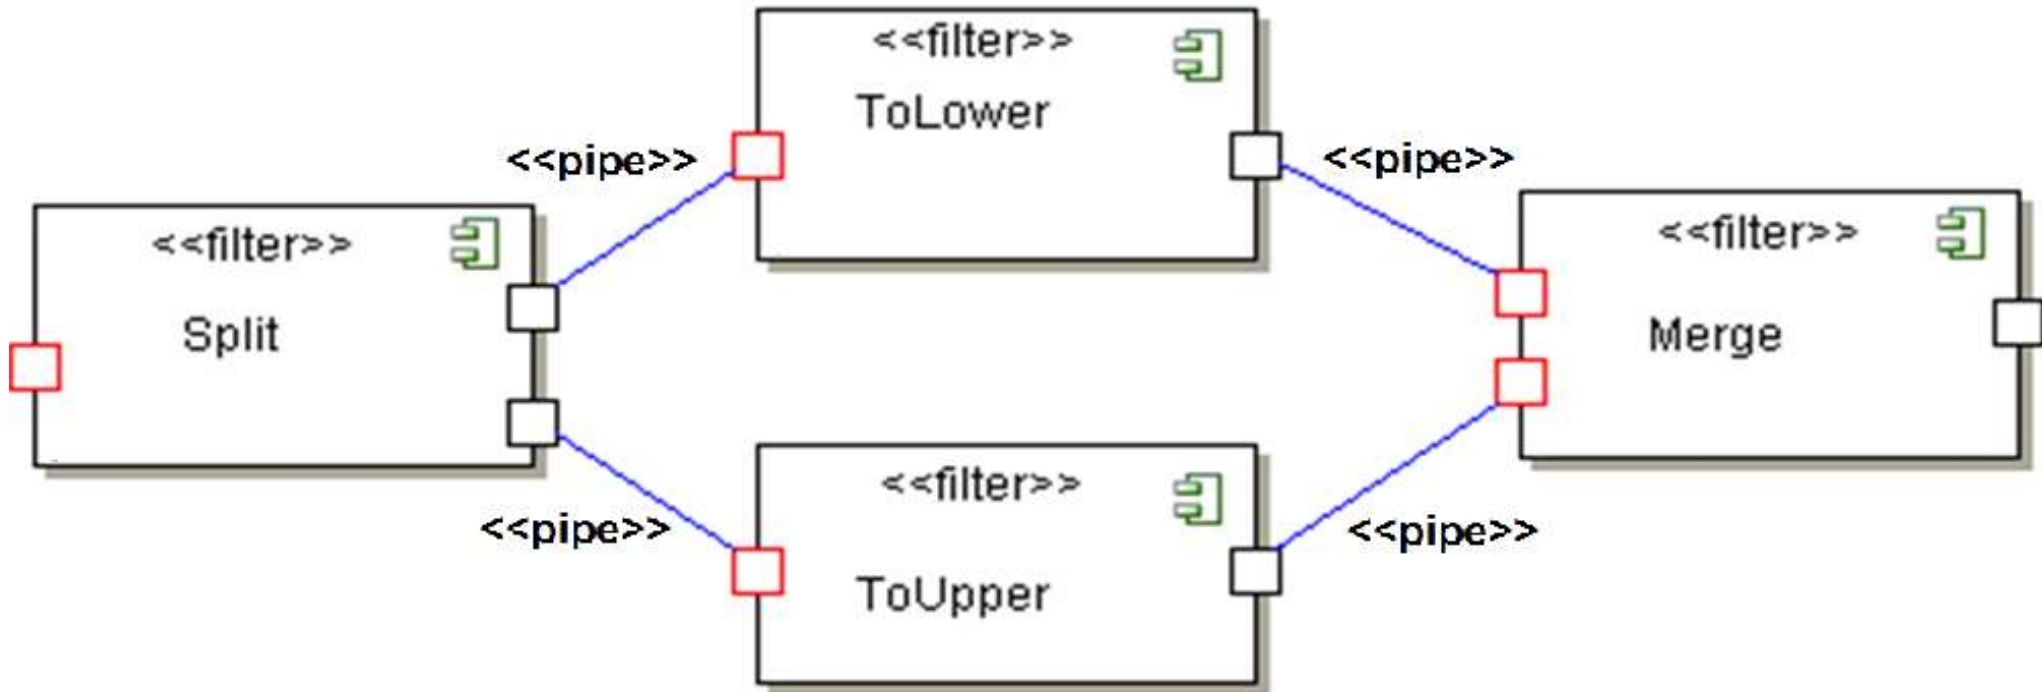 <<filter>>
ToLower
<<pipe>>
<<pipe>>
<<filter>>
Split
<<filter>>
Merge
<<filter>>
ToUpper
<<pipe>>
<<pipe>>